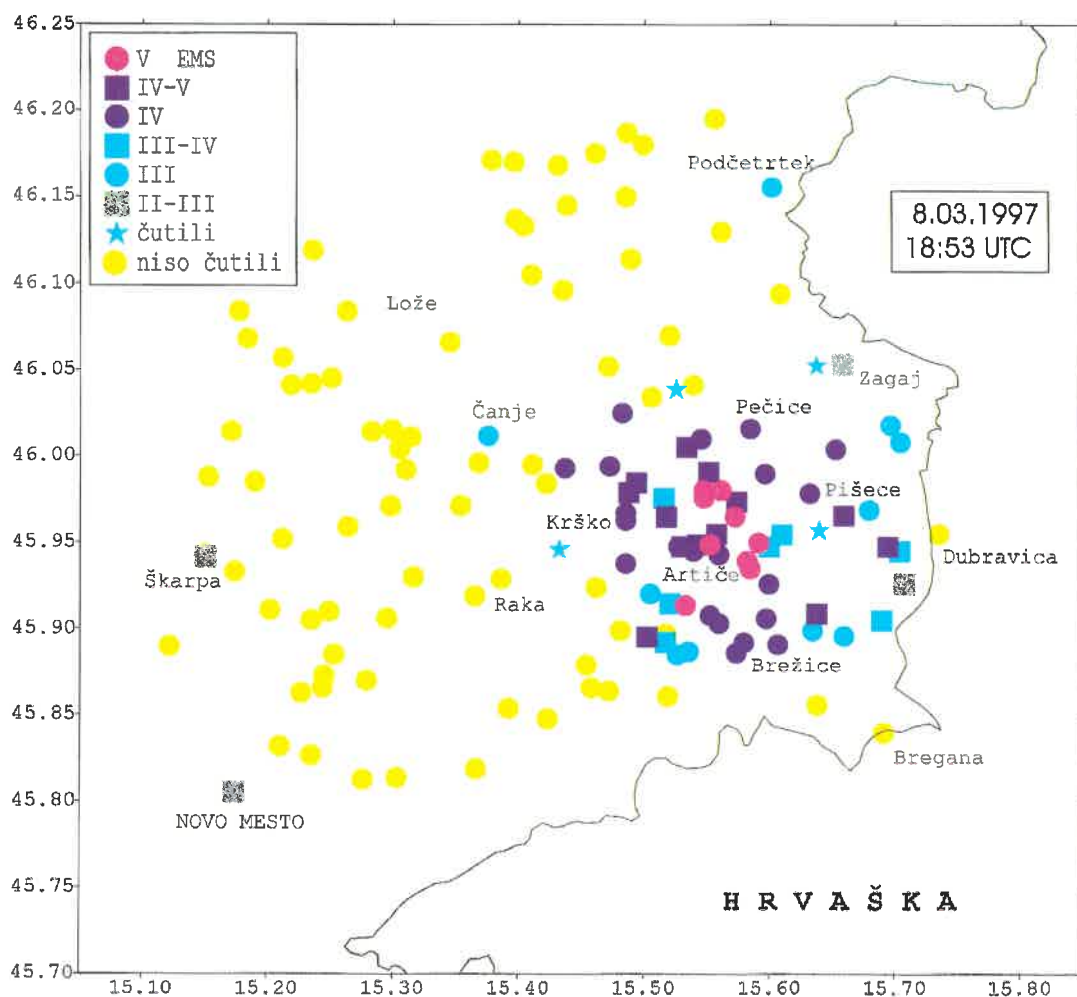 46.25
46.20
46.15
46.10
46.05
46.00
45.95
45.90
45.85
45.80
45.75
45.70
V EMS
IV-V
IV
III-IV
III
II-III
čutili
niso čutili
Podčetrtek
8.03.1997
18:53 UTC
Lože
Zagaj
Čanje
Pečice
Pišece
Krško
Dubravica
Škarpa
Artiče
Raka
Brežice
Bregana
NOVO MESTO
HRVAŠKA
15.10 15.20 15.30 15.40 15.50 15.60 15.70 15.80